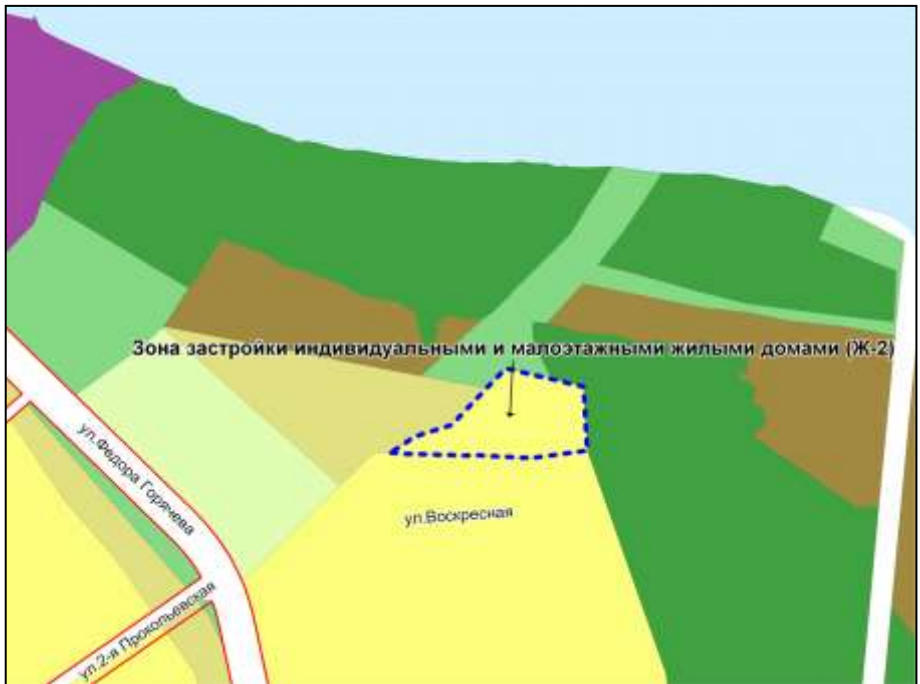 Зона застройки индивидуальными и малоэтажными жилыми домами (Ж-2)
ул.Федора Горячева
ул.Воскресная
ул.2-я Прокопьевская